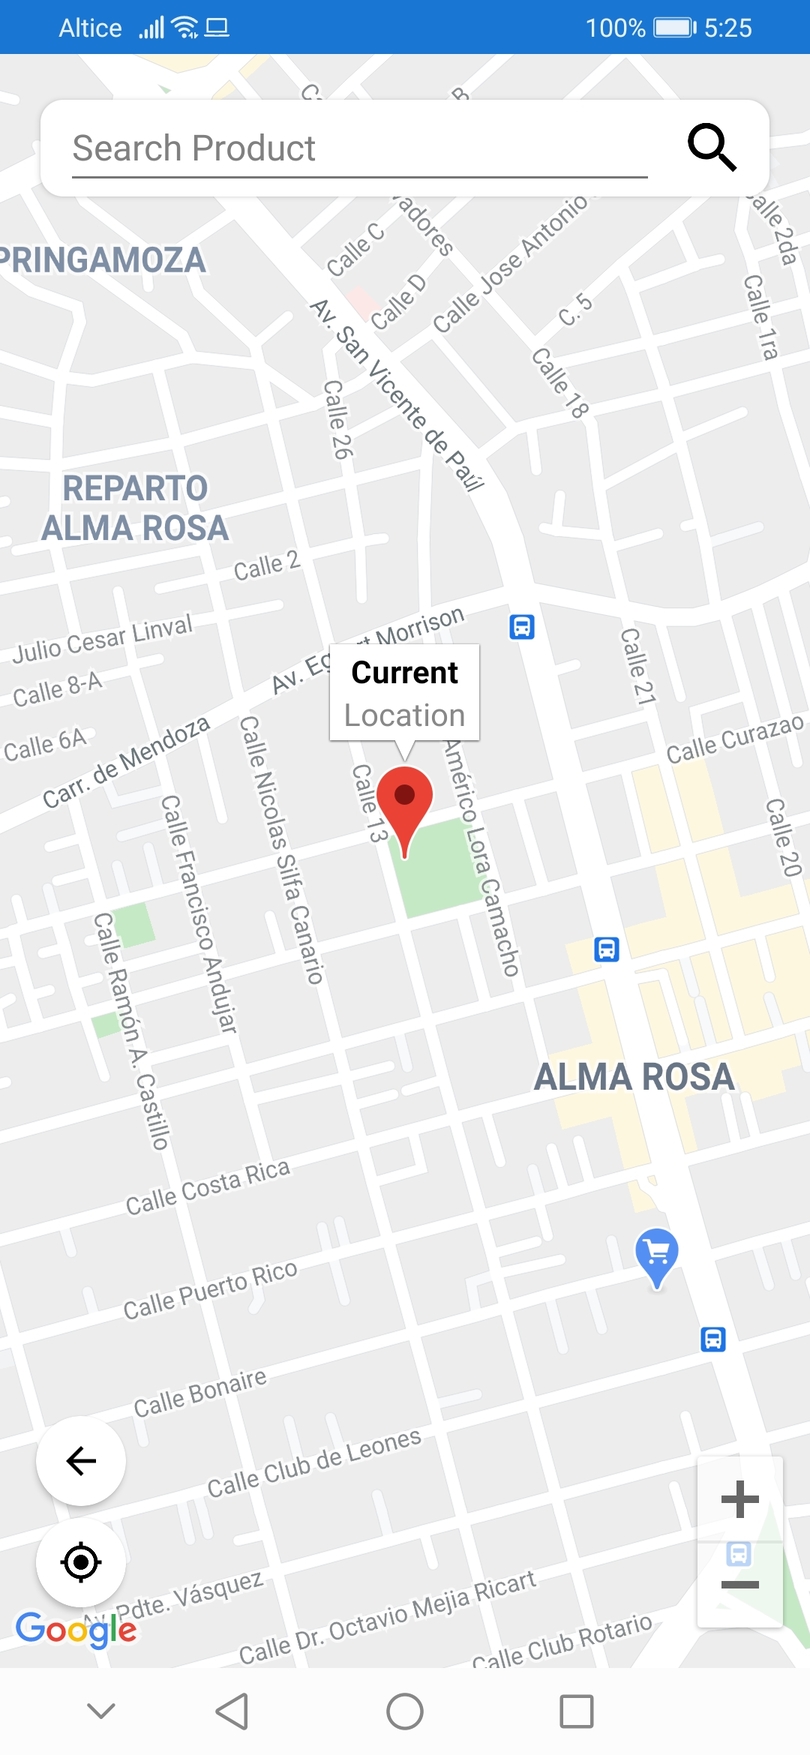 Altice 100% 5:25
B
Search Product
Calle C
Calle D
Calle Jose Antonio
Calle 2da
PRINGAMOZA
C. 5
Calle 1ra
Av. San Vicente de Paúl
Calle 18
Calle 26
REPARTO
ALMA ROSA
Calle 2
Julio Cesar Linval
Calle 8-A
Calle 21
Current
Location
Calle 6A
Carr. de Mendoza
Calle Curazao
Calle Nicolas Silfa Canario
Calle 13
Américo Lora Camacho
Calle Francisco Andujar
Calle 20
Calle Ramón A. Castillo
ALMA ROSA
Calle Costa Rica
Calle Puerto Rico
Calle Bonaire
Calle Club de Leones
Av. Pdte. Vásquez
Calle Dr. Octavio Mejia Ricart
Calle Club Rotario
Google